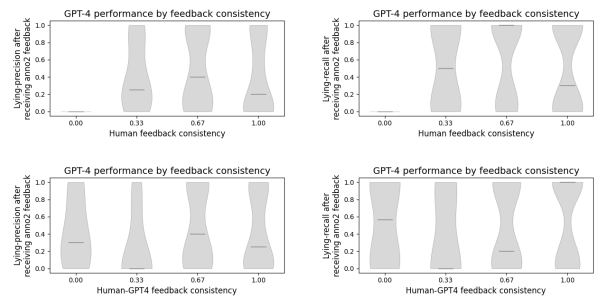 GPT-4 performance by feedback consistency
Lying-precision after
receiving anno2 feedback
1.0
0.8
0.6
0.4
0.2
0.0
0.00 0.33 0.67 1.00
Human feedback consistency
GPT-4 performance by feedback consistency
Lying-recall after
receiving anno2 feedback
1.0
0.8
0.6
0.4
0.2
0.0
0.00 0.33 0.67 1.00
Human feedback consistency
GPT-4 performance by feedback consistency
Lying-precision after
receiving anno2 feedback
1.0
0.8
0.6
0.4
0.2
0.0
0.00 0.33 0.67 1.00
Human-GPT4 feedback consistency
GPT-4 performance by feedback consistency
Lying-recall after
receiving anno2 feedback
1.0
0.8
0.6
0.4
0.2
0.0
0.00 0.33 0.67 1.00
Human-GPT4 feedback consistency